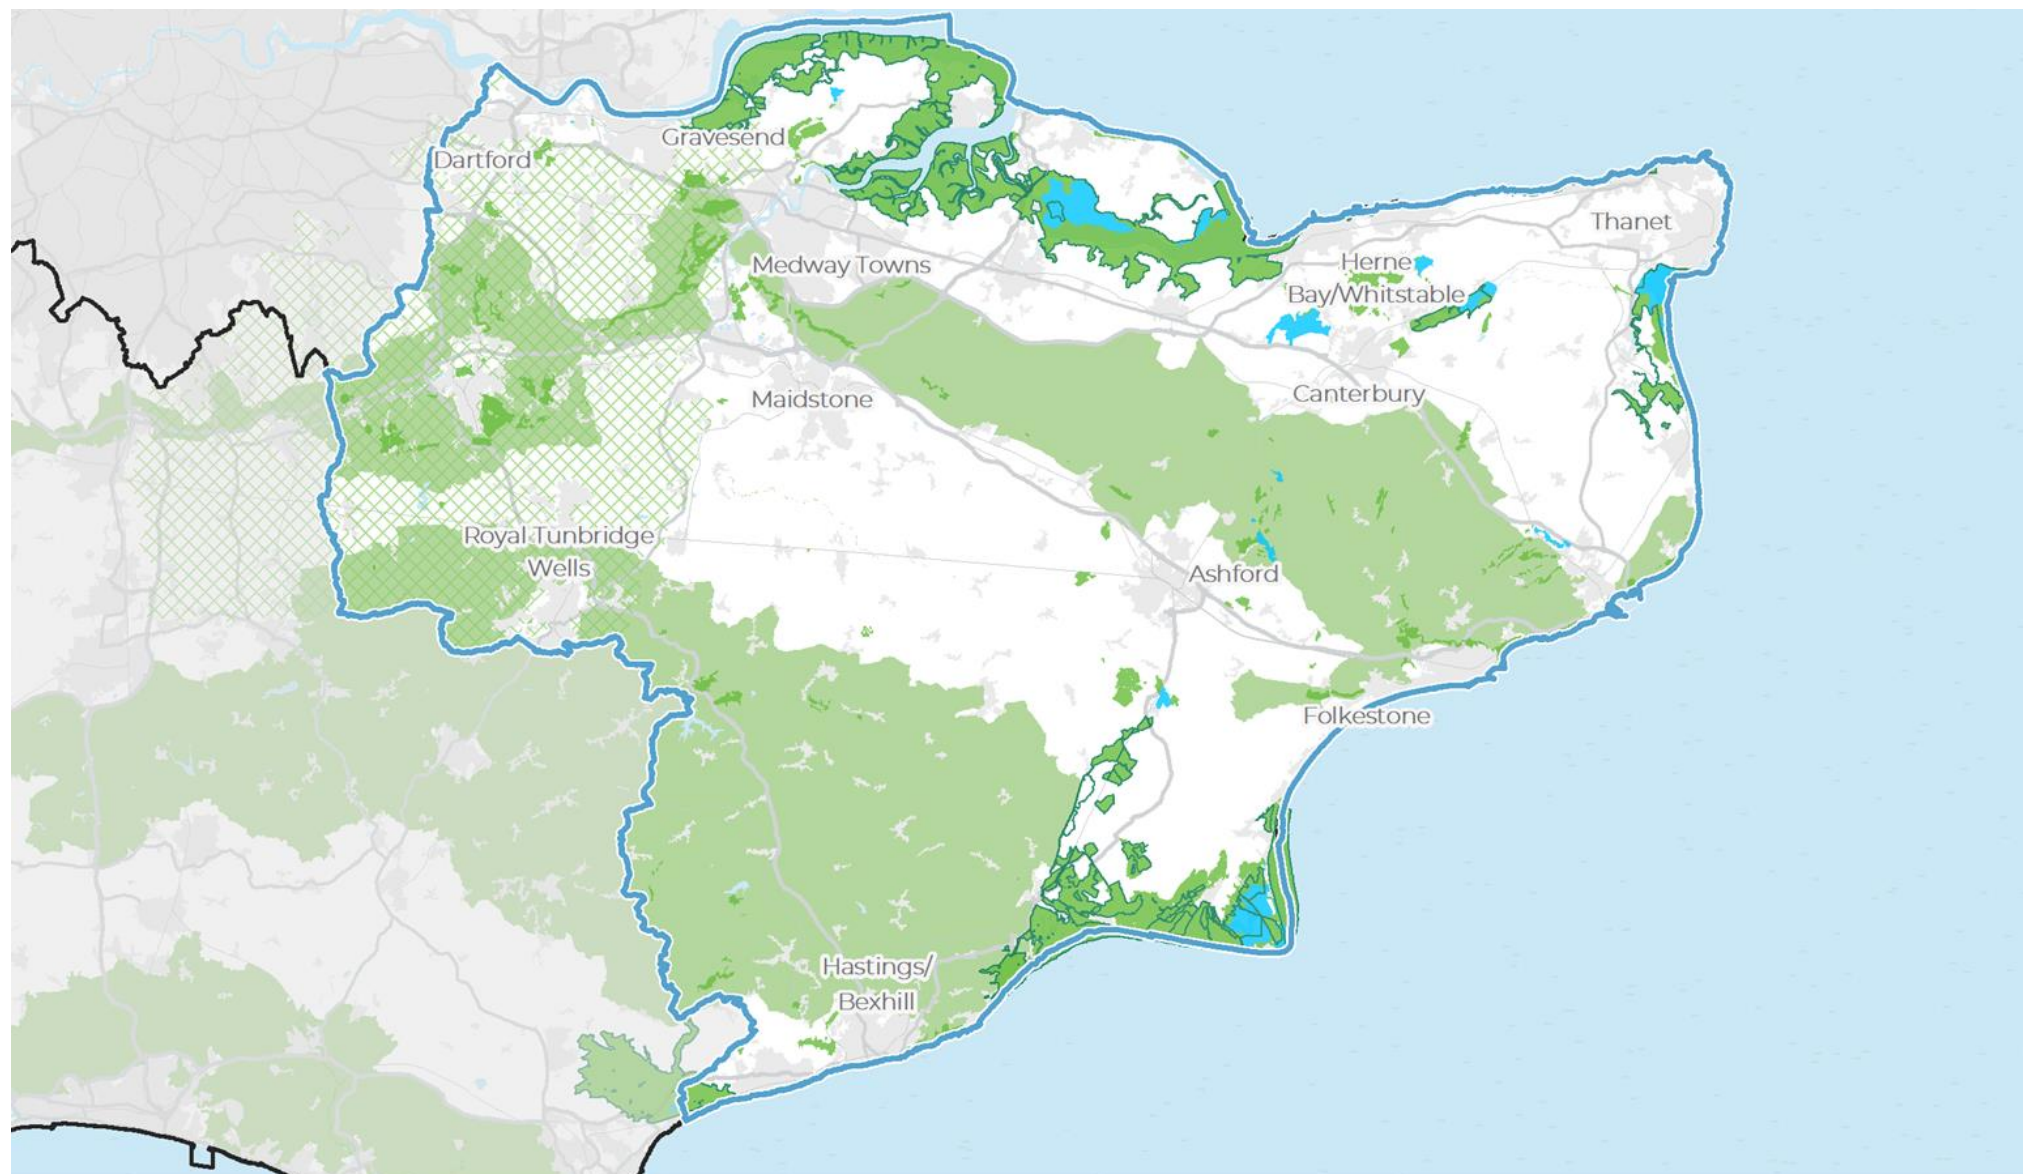 Gravesend
Dartford
Thanet
Medway Towns
Herne
Bay/Whitstable
Maidstone
Canterbury
Royal Tunbridge
Wells
Ashford
Folkestone
Hastings/
Bexhill